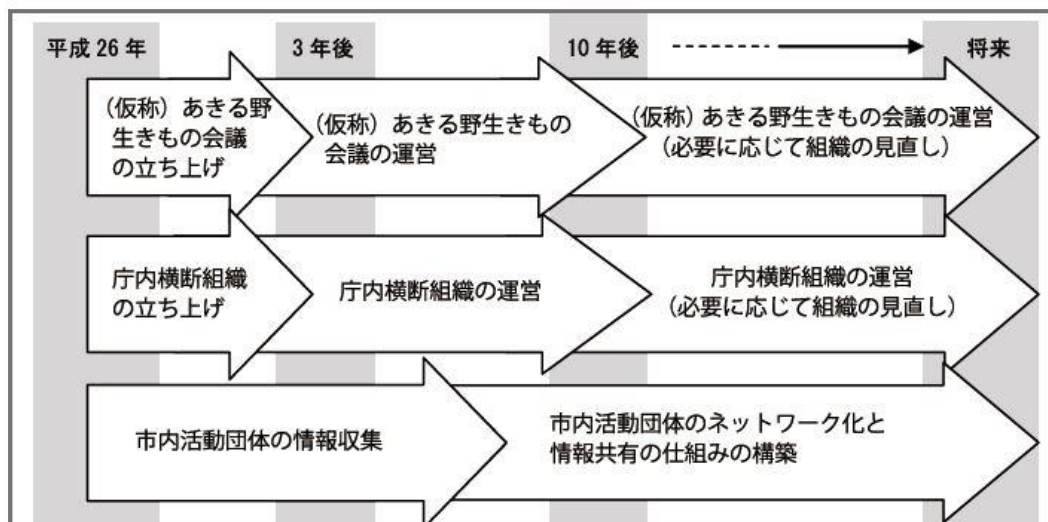 平成 26 年
3 年後
10 年後
将来
（仮称）あきる野
生きもの会議
の立ち上げ
（仮称）あきる野生きもの
会議の運営
（仮称）あきる野生きもの会議の運営
（必要に応じて組織の見直し）
庁内横断組織
の立ち上げ
庁内横断組織の運営
庁内横断組織の運営
（必要に応じて組織の見直し）
市内活動団体の情報収集
市内活動団体のネットワーク化と
情報共有の仕組みの構築